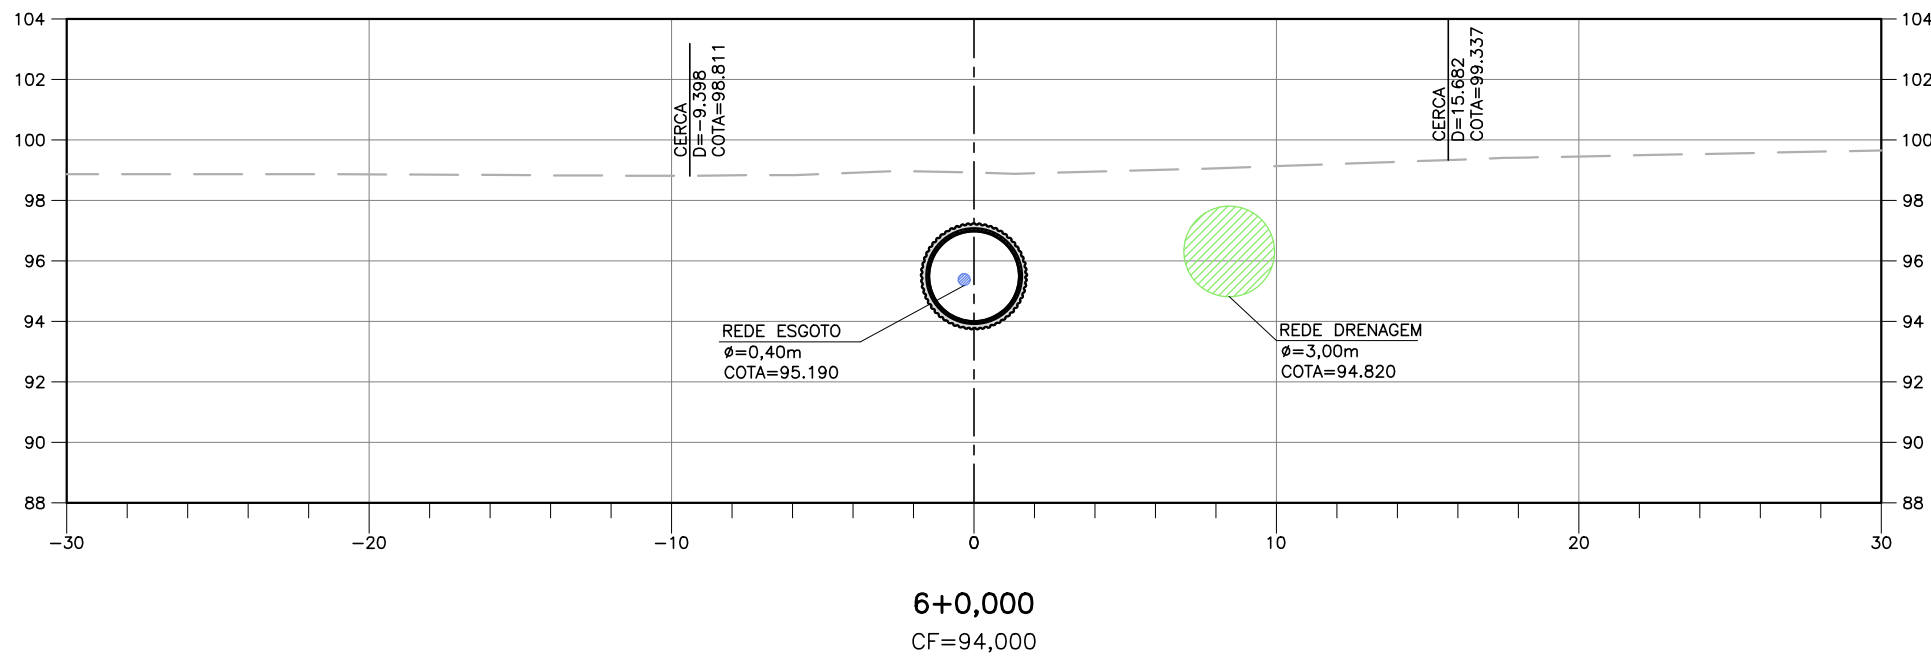 104
102
100
98
96
94
92
90
88
104
102
100
98
96
94
92
90
88
CERCA
D=-9.398
COTA=98.811
CERCA
D=15.682
COTA=99.337
REDE ESGOTO
ø=0,40m
COTA=95.190
REDE DRENAGEM
ø=3,00m
COTA=94.820
-30
-20
-10
0
10
20
30
6+0,000
CF=94,000